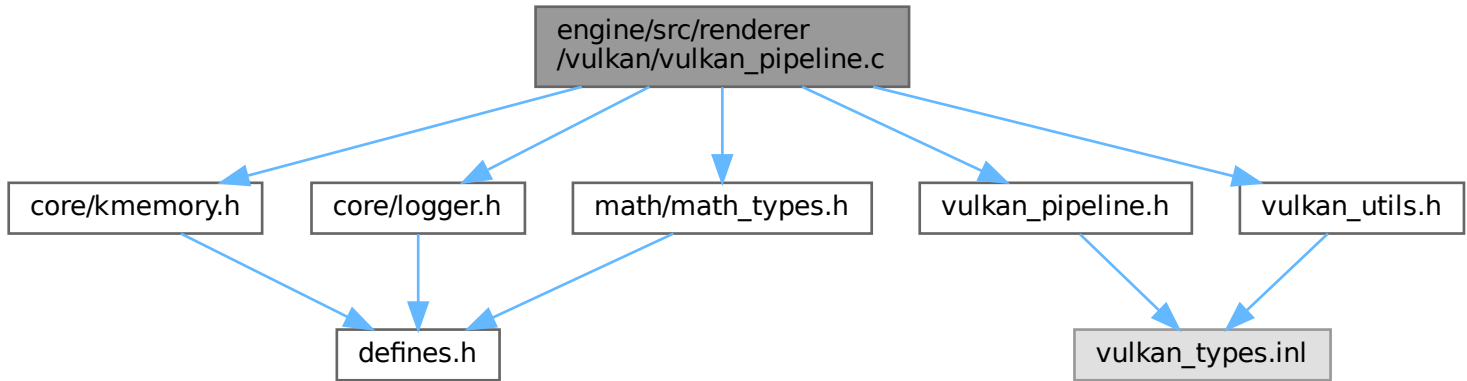 engine/src/renderer
/vulkan/vulkan_pipeline.c
core/kmemory.h
core/logger.h
math/math_types.h
vulkan_pipeline.h
vulkan_utils.h
defines.h
vulkan_types.inl